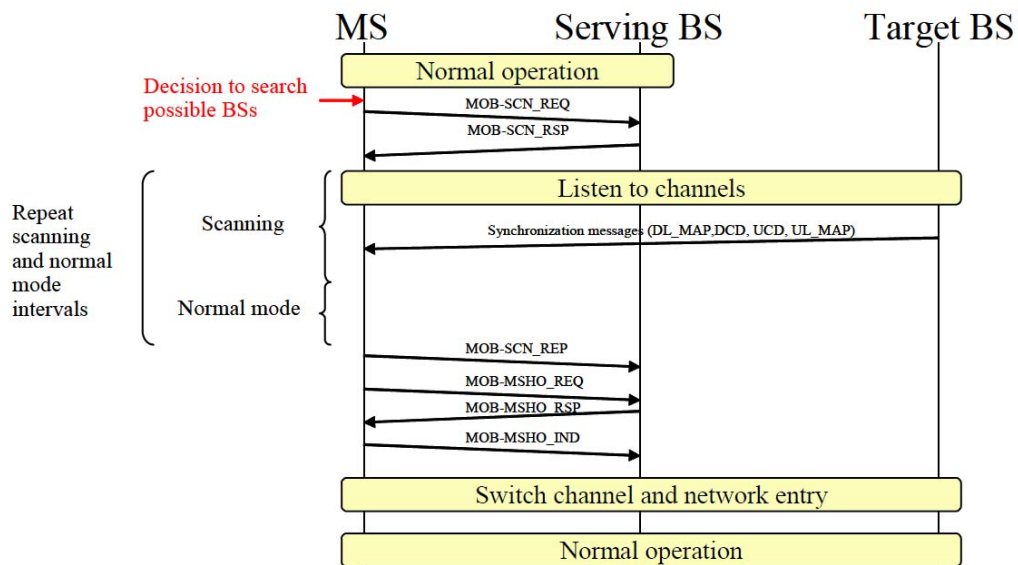 MS Serving BS Target BS
Normal operation
Decision to search
possible BSs
MOB-SCN_REQ
MOB-SCN_RSP
Listen to channels
Repeat
scanning
and normal
mode
intervals
Scanning
Synchronization messages (DL_MAP,DCD, UCD, UL_MAP)
Normal mode
MOB-SCN_REP
MOB-MSHO_REQ
MOB-MSHO_RSP
MOB-MSHO_IND
Switch channel and network entry
Normal operation